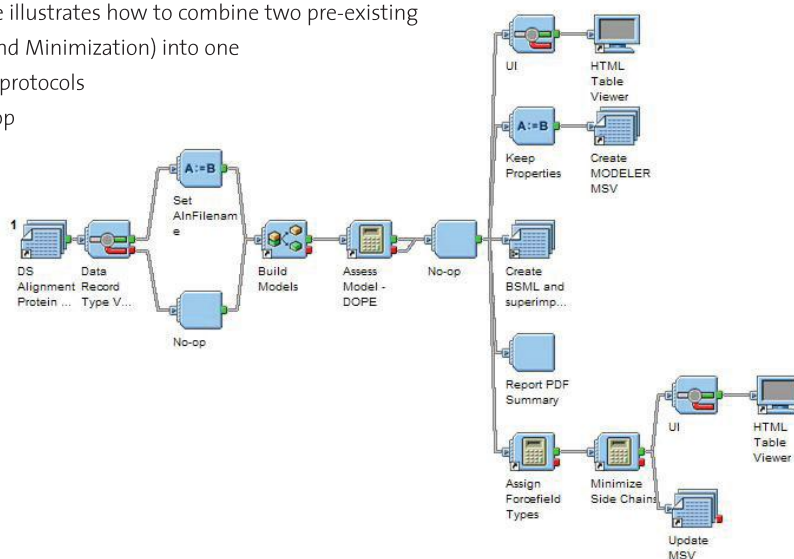 e illustrates how to combine two pre-existing
nd Minimization) into one
protocols
op
UI
HTML
Table
Viewer
A:=B
Keep
Properties
Create
MODELER
MSV
A:=B
Set
AlnFilenam
e
1
DS
Alignment
Protein ...
Data
Record
Type V...
Build
Models
Assess
Model -
DOPE
No-op
Create
BSML and
superimp...
No-op
Report PDF
Summary
UI
HTML
Table
Viewer
Assign
Forcefield
Types
Minimize
Side Chains
Update
MSV